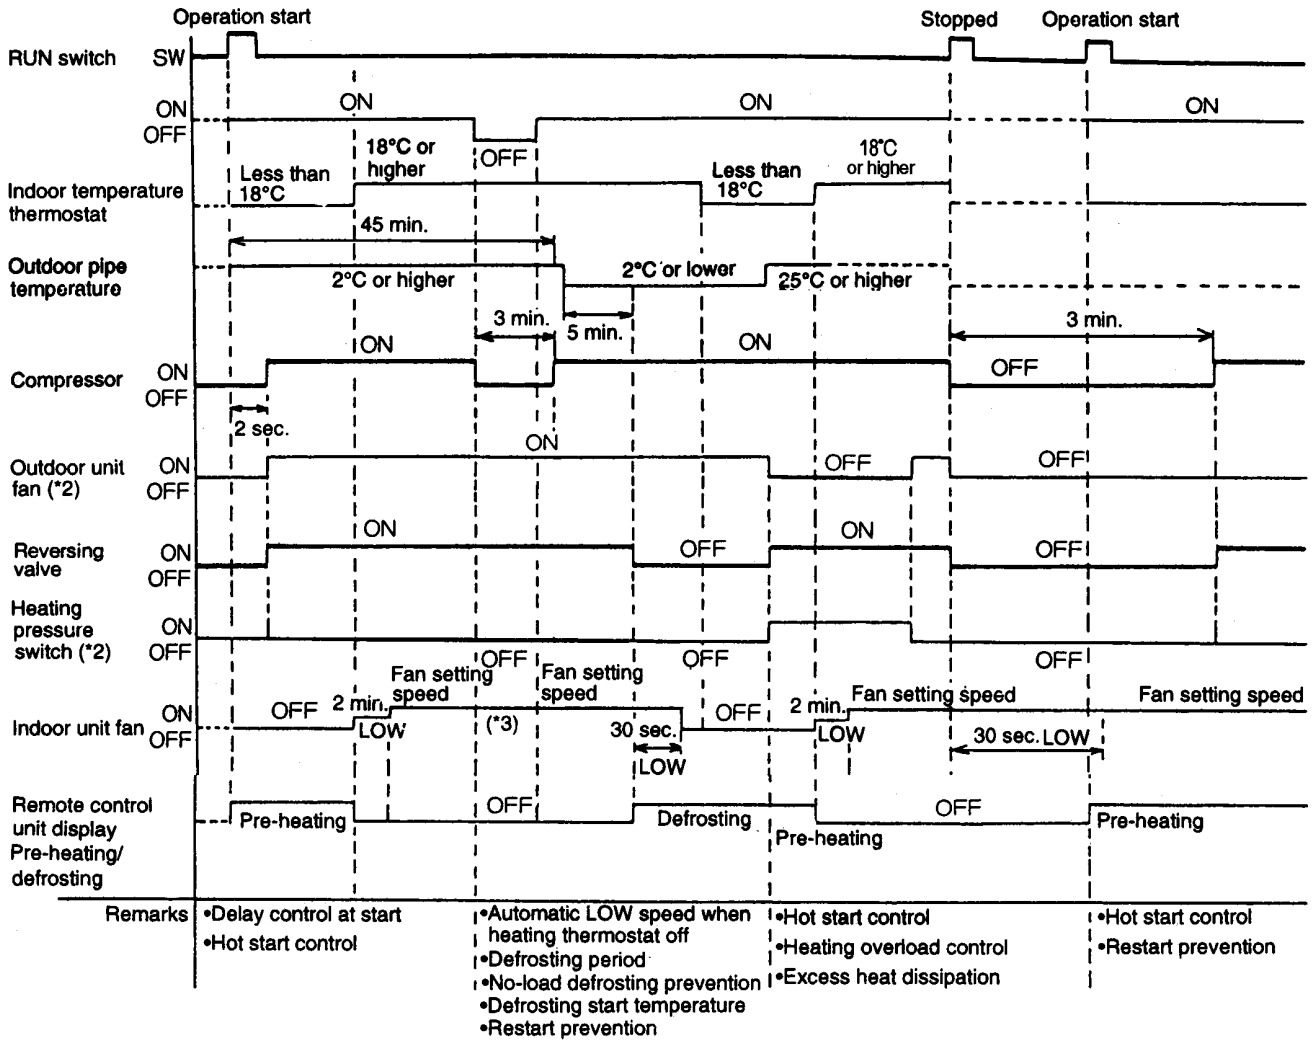 Operation start
Stopped
Operation start
RUN switch SW
ON OFF
ON
OFF
ON
ON
Indoor temperature
thermostat
Less than
18°C
18°C or
higher
Less than
18°C
18°C
or higher
45 min.
Outdoor pipe
temperature
2°C or higher
2°C or lower
25°C or higher
3 min.
5 min.
3 min.
Compressor
ON
OFF
ON
ON
OFF
2 sec.
Outdoor unit
fan (*2)
ON
OFF
ON
OFF
OFF
Reversing
valve
ON
OFF
ON
OFF
ON
OFF
Heating
pressure
switch (*2)
ON
OFF
OFF
OFF
OFF
Indoor unit fan
ON
OFF
OFF
2 min.
LOW
Fan setting
speed
(*3)
Fan setting
speed
30 sec.
LOW
OFF
2 min.
LOW
Fan setting speed
30 sec. LOW
Fan setting speed
Remote control
unit display
Pre-heating/
defrosting
Pre-heating
OFF
Defrosting
Pre-heating
OFF
Pre-heating
Remarks
•Delay control at start
•Hot start control
•Automatic LOW speed when
heating thermostat off
•Defrosting period
•No-load defrosting prevention
•Defrosting start temperature
•Restart prevention
•Hot start control
•Heating overload control
•Excess heat dissipation
•Hot start control
•Restart prevention